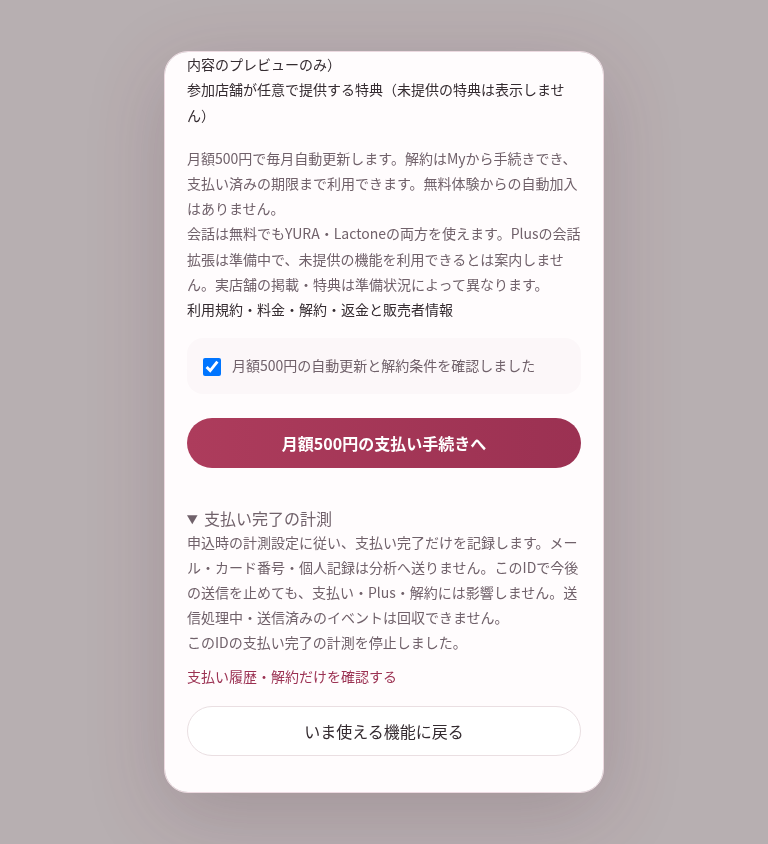 内容のプレビューのみ）
参加店舗が任意で提供する特典（未提供の特典は表示しませ
ん）
月額500円で毎月自動更新します。解約はMyから手続きでき、
支払い済みの期限まで利用できます。無料体験からの自動加入
はありません。
会話は無料でもYURA・Lactoneの両方を使えます。Plusの会話
拡張は準備中で、未提供の機能を利用できるとは案内しませ
ん。実店舗の掲載・特典は準備状況によって異なります。
利用規約・料金・解約・返金と販売者情報
月額500円の自動更新と解約条件を確認しました
月額500円の支払い手続きへ
▼ 支払い完了の計測
申込時の計測設定に従い、支払い完了だけを記録します。メー
ル・カード番号・個人記録は分析へ送りません。このIDで今後
の送信を止めても、支払い・Plus・解約には影響しません。送
信処理中・送信済みのイベントは回収できません。
このIDの支払い完了の計測を停止しました。
支払い履歴・解約だけを確認する
いま使える機能に戻る